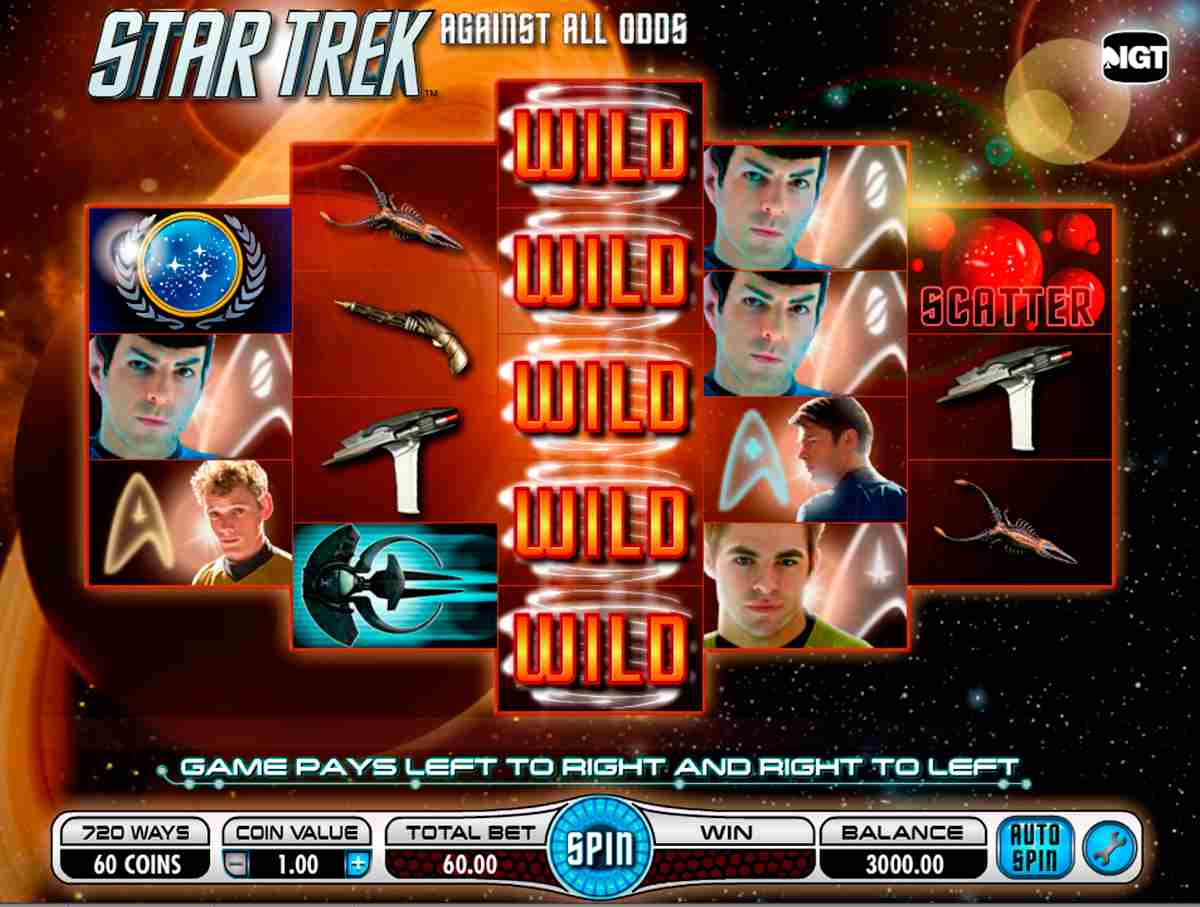 STAR TREK™
AGAINST ALL ODDS
IGT
WILD
WILD
WILD
WILD
WILD
SCATTER
GAME PAYS LEFT TO RIGHT AND RIGHT TO LEFT
720 WAYS
60 COINS
COIN VALUE
- 1.00 +
TOTAL BET
60.00
SPIN
WIN
BALANCE
3000.00
AUTO
SPIN